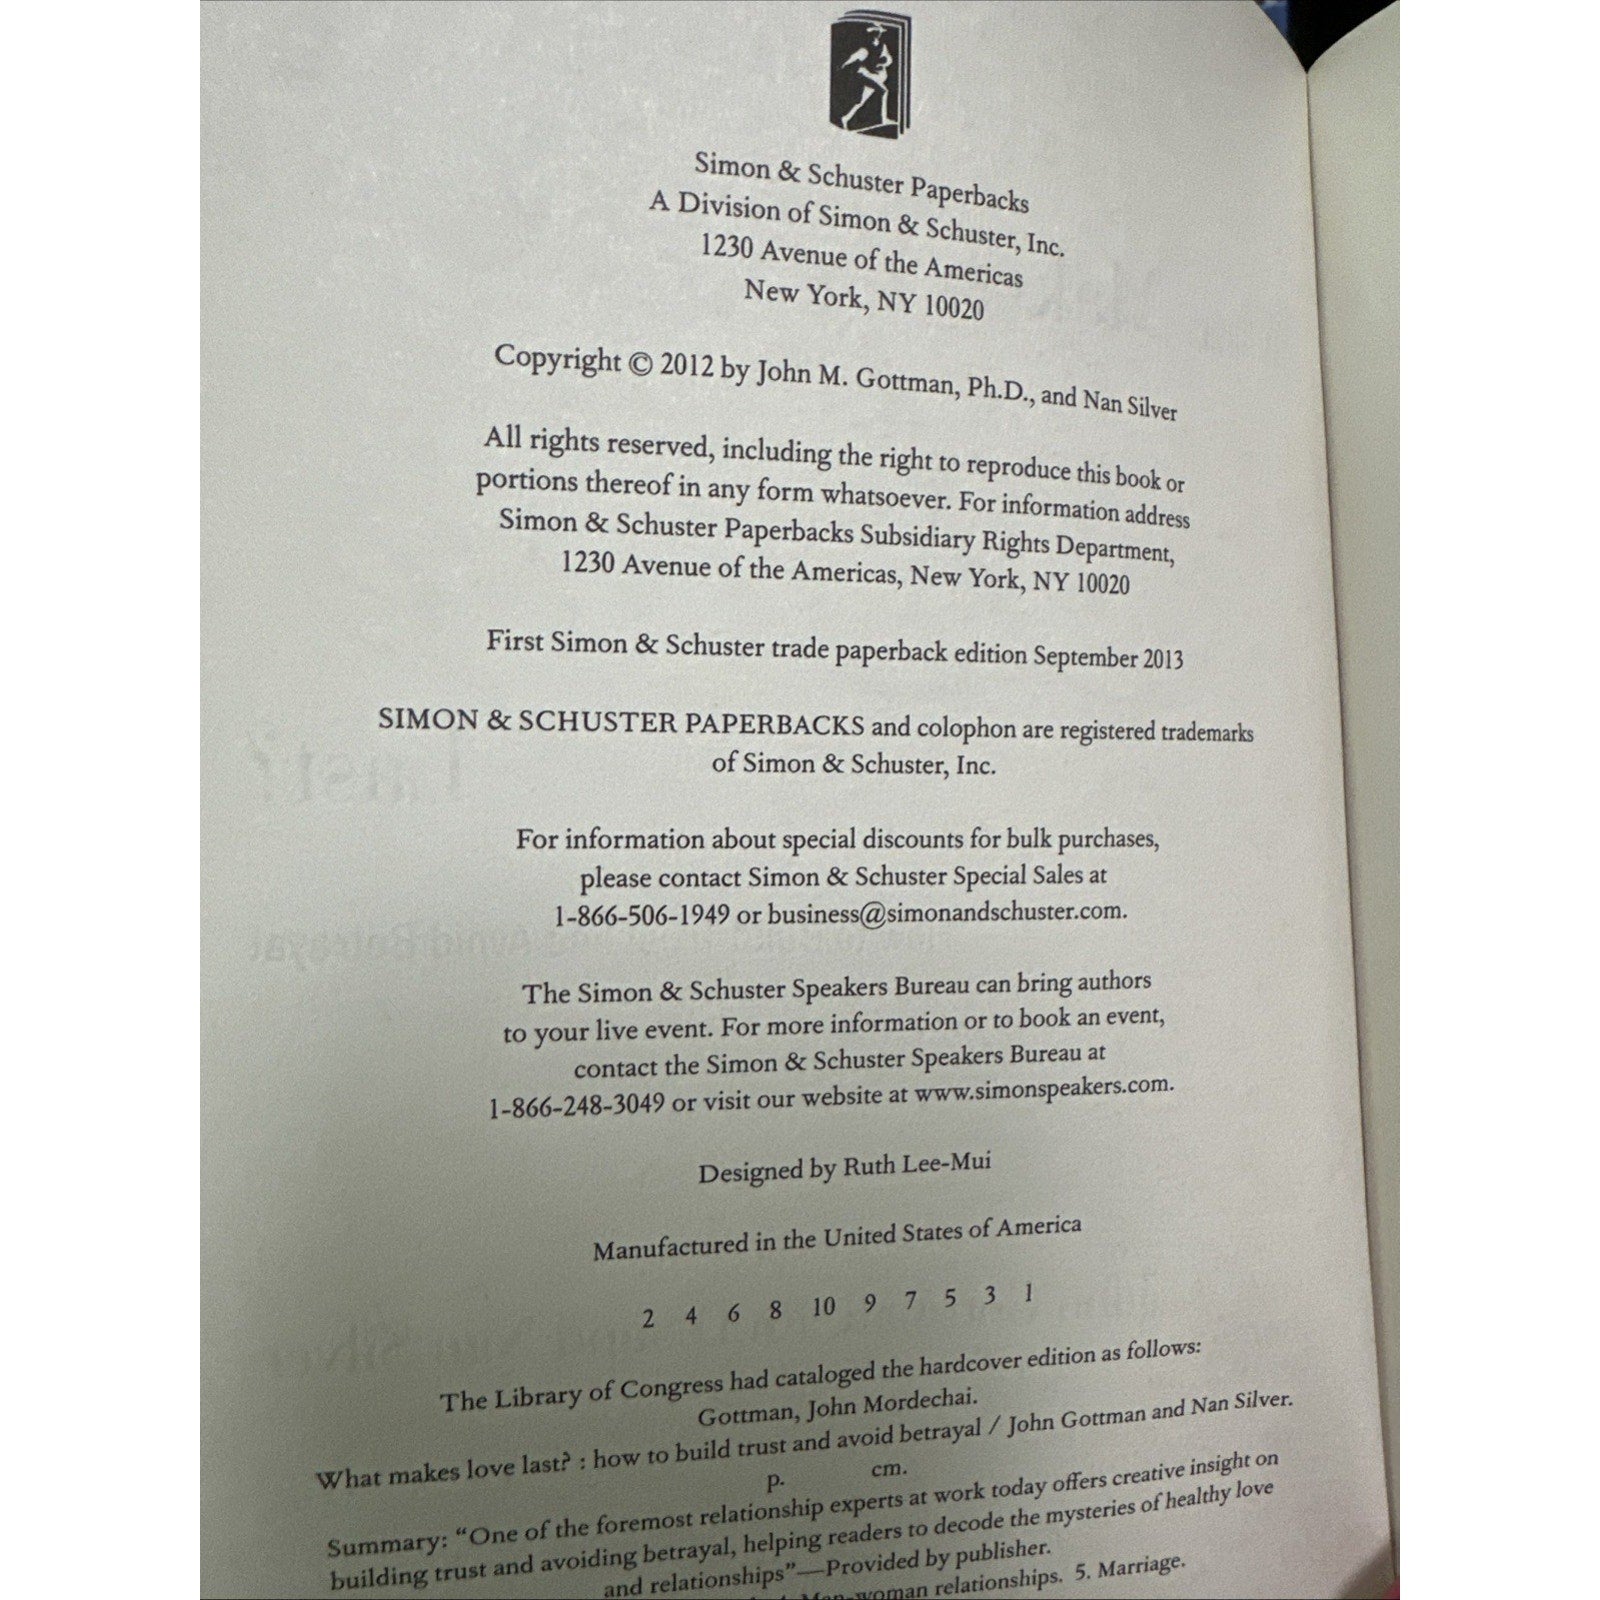 Simon & Schuster Paperbacks
A Division of Simon & Schuster, Inc.
1230 Avenue of the Americas
New York, NY 10020
Copyright © 2012 by John M. Gottman, Ph.D., and Nan Silver
All rights reserved, including the right to reproduce this book or
portions thereof in any form whatsoever. For information address
Simon & Schuster Paperbacks Subsidiary Rights Department,
1230 Avenue of the Americas, New York, NY 10020
First Simon & Schuster trade paperback edition September 2013
SIMON & SCHUSTER PAPERBACKS and colophon are registered trademarks
of Simon & Schuster, Inc.
For information about special discounts for bulk purchases,
please contact Simon & Schuster Special Sales at
1-866-506-1949 or business@simonandschuster.com.
The Simon & Schuster Speakers Bureau can bring authors
to your live event. For more information or to book an event,
contact the Simon & Schuster Speakers Bureau at
1-866-248-3049 or visit our website at www.simonspeakers.com.
Designed by Ruth Lee-Mui
Manufactured in the United States of America
2 4 6 8 10 9 7 5 3 1
The Library of Congress had cataloged the hardcover edition as follows:
Gottman, John Mordechai.
What makes love last? : how to build trust and avoid betrayal / John Gottman and Nan Silver.
p. cm.
Summary: “One of the foremost relationship experts at work today offers creative insight on
building trust and avoiding betrayal, helping readers to decode the mysteries of healthy love
and relationships”—Provided by publisher.
Man-woman relationships. 5. Marriage.